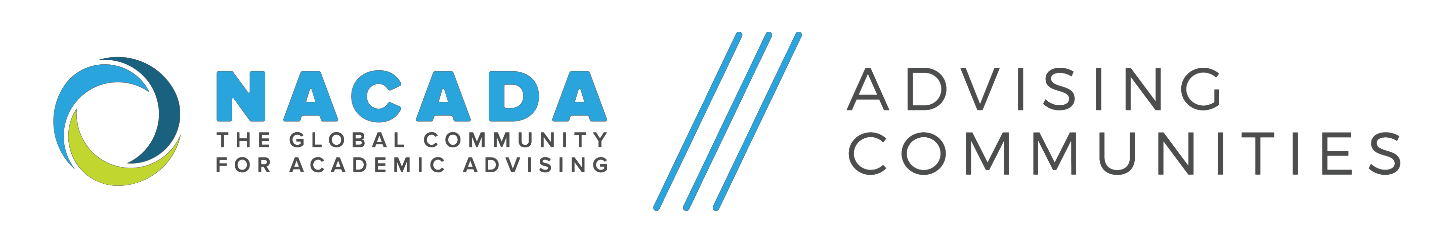 NACADA
THE GLOBAL COMMUNITY
FOR ACADEMIC ADVISING
ADVISING
COMMUNITIES